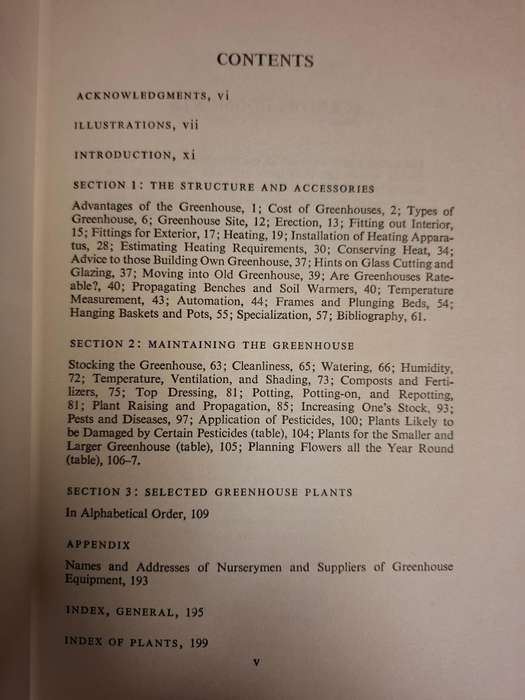 CONTENTS
ACKNOWLEDGMENTS, vi
ILLUSTRATIONS, vii
INTRODUCTION, xi
SECTION 1: THE STRUCTURE AND ACCESSORIES
Advantages of the Greenhouse, 1; Cost of Greenhouses, 2; Types of
Greenhouse, 6; Greenhouse Site, 12; Erection, 13; Fitting out Interior,
15; Fittings for Exterior, 17; Heating, 19; Installation of Heating Appara-
tus, 28; Estimating Heating Requirements, 30; Conserving Heat, 34;
Advice to those Building Own Greenhouse, 37; Hints on Glass Cutting and
Glazing, 37; Moving into Old Greenhouse, 39; Are Greenhouses Rate-
able?, 40; Propagating Benches and Soil Warmers, 40; Temperature
Measurement, 43; Automation, 44; Frames and Plunging Beds, 54;
Hanging Baskets and Pots, 55; Specialization, 57; Bibliography, 61.
SECTION 2: MAINTAINING THE GREENHOUSE
Stocking the Greenhouse, 63; Cleanliness, 65; Watering, 66; Humidity,
72; Temperature, Ventilation, and Shading, 73; Composts and Ferti-
lizers, 75; Top Dressing, 81; Potting, Potting-on, and Repotting,
81; Plant Raising and Propagation, 85; Increasing One's Stock, 93;
Pests and Diseases, 97; Application of Pesticides, 100; Plants Likely to
be Damaged by Certain Pesticides (table), 104; Plants for the Smaller and
Larger Greenhouse (table), 105; Planning Flowers all the Year Round
(table), 106–7.
SECTION 3: SELECTED GREENHOUSE PLANTS
In Alphabetical Order, 109
APPENDIX
Names and Addresses of Nurserymen and Suppliers of Greenhouse
Equipment, 193
INDEX, GENERAL, 195
INDEX OF PLANTS, 199
v